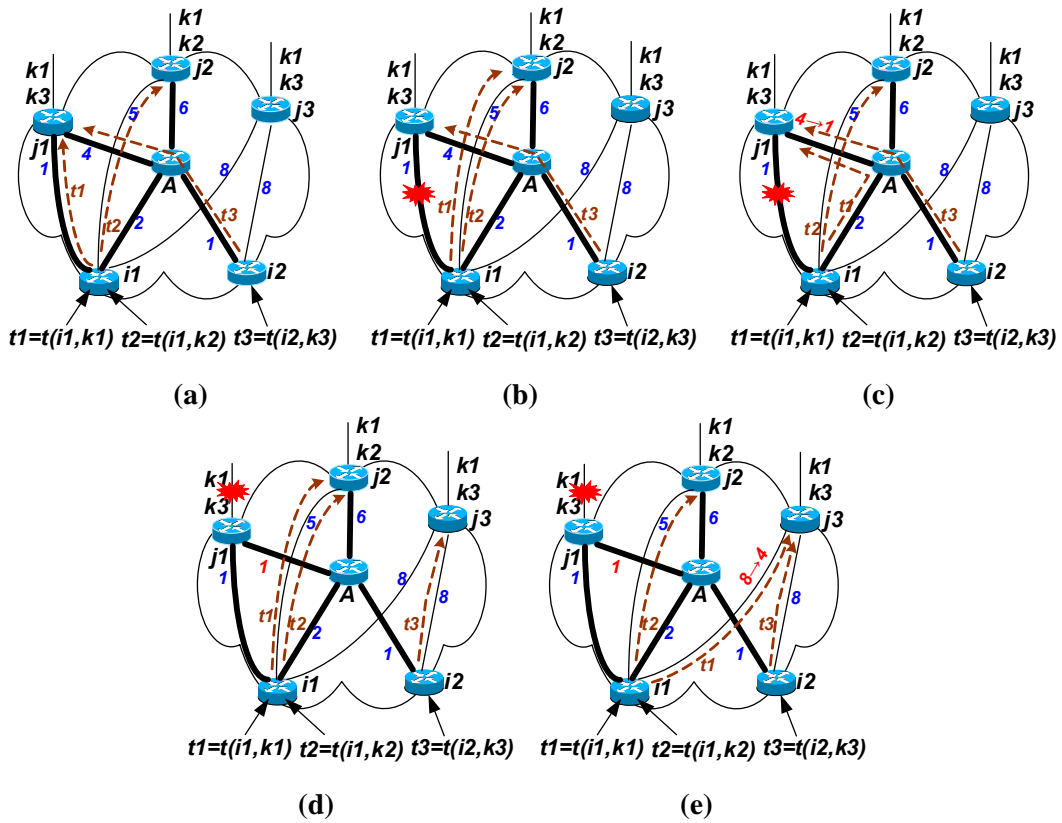 k1
k2
j2
k1
k3
j1
k1
k3
j3
5
6
4
1
8
8
A
t1
t2
2
t3
1
i1
i2
t1=t(i1,k1)
t2=t(i1,k2)
t3=t(i2,k3)
(a)
k1
k2
j2
k1
k3
j1
k1
k3
j3
5
6
4
1
8
8
A
t1
t2
2
t3
1
i1
i2
t1=t(i1,k1)
t2=t(i1,k2)
t3=t(i2,k3)
(b)
k1
k2
j2
k1
k3
j1
k1
k3
j3
4→1
5
6
1
8
8
A
t1
t2
2
t3
1
i1
i2
t1=t(i1,k1)
t2=t(i1,k2)
t3=t(i2,k3)
(c)
k1
k2
j2
k1
k3
j1
k1
k3
j3
5
6
1
1
8
8
A
t1
t2
2
t3
1
i1
i2
t1=t(i1,k1)
t2=t(i1,k2)
t3=t(i2,k3)
(d)
k1
k2
j2
k1
k3
j1
k1
k3
j3
5
6
1
1
8→4
8
A
t2
2
t1
t3
1
i1
i2
t1=t(i1,k1)
t2=t(i1,k2)
t3=t(i2,k3)
(e)